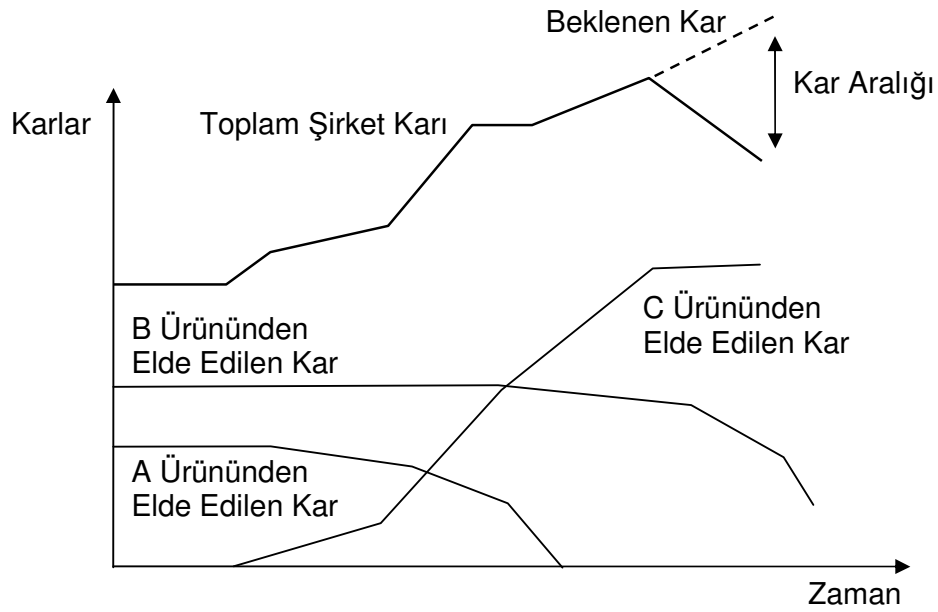 Beklenen Kar
Kar Aralığı
Karlar
Toplam Şirket Karı
B Ürününden
Elde Edilen Kar
C Ürününden
Elde Edilen Kar
A Ürününden
Elde Edilen Kar
Zaman